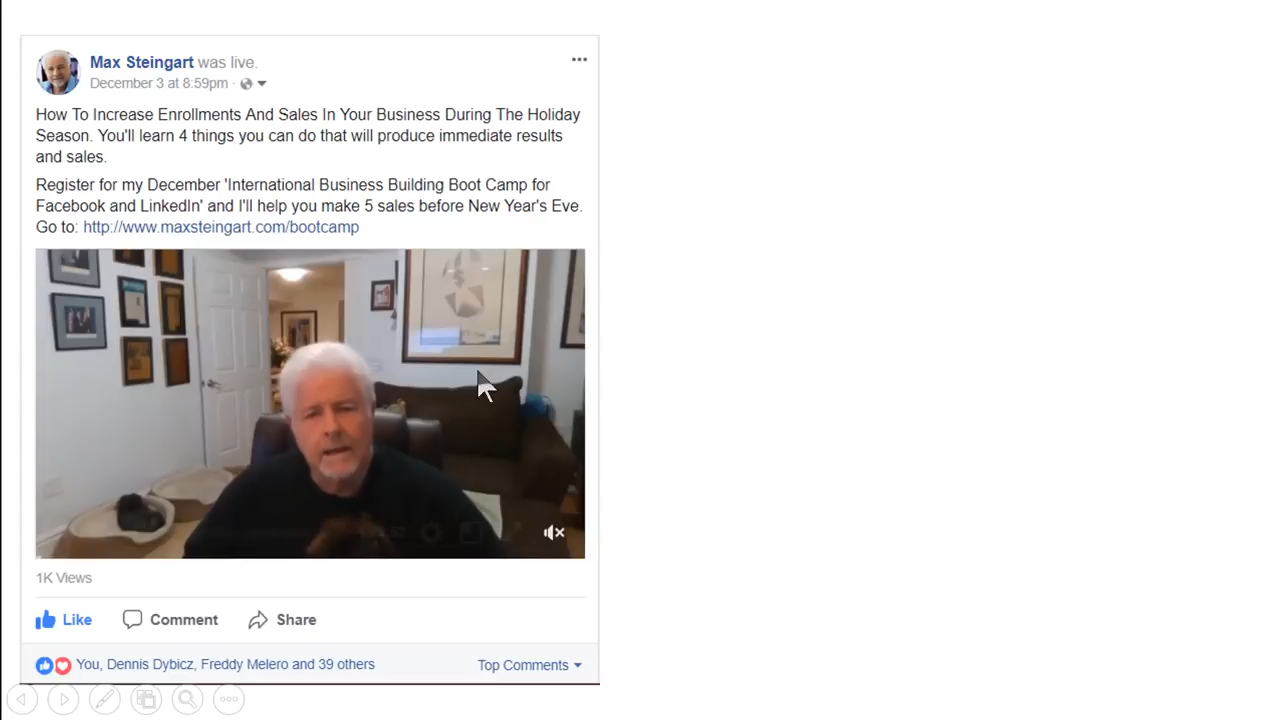 Max Steingart was live.
December 3 at 8:59pm ·
How To Increase Enrollments And Sales In Your Business During The Holiday
Season. You'll learn 4 things you can do that will produce immediate results
and sales.
Register for my December 'International Business Building Boot Camp for
Facebook and LinkedIn' and I'll help you make 5 sales before New Year's Eve.
Go to: http://www.maxsteingart.com/bootcamp
1K Views
Like Comment Share
You, Dennis Dybicz, Freddy Melero and 39 others Top Comments